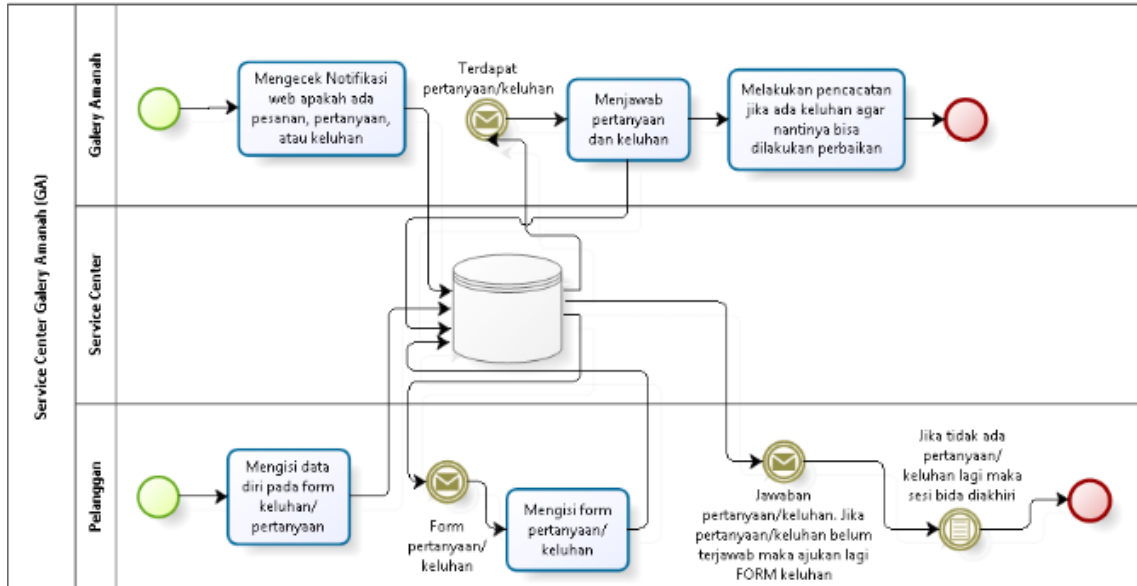 Service Center Galery Amanah (GA)
Galery Amanah
Mengecek Notifikasi
web apakah ada
pesanan, pertanyaan,
atau keluhan
Terdapat
pertanyaan/keluhan
Menjawab
pertanyaan
dan keluhan
Melakukan pencacatan
jika ada keluhan agar
nantinya bisa
dilakukan perbaikan
Service Center
Pelanggan
Mengisi data
diri pada form
keluhan/
pertanyaan
Form
pertanyaan/
keluhan
Mengisi form
pertanyaan/
keluhan
Jawaban
pertanyaan/keluhan. Jika
pertanyaan/keluhan belum
terjawab maka ajukan lagi
FORM keluhan
Jika tidak ada
pertanyaan/
keluhan lagi maka
sesi bida diakhiri